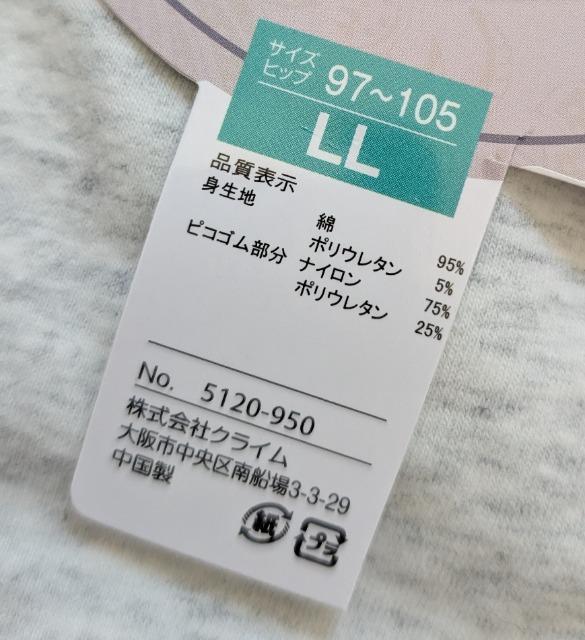 サイズ
ヒップ 97～105
LL
品質表示
身生地 綿 95%
ポリウレタン 5%
ピコゴム部分 ナイロン 75%
ポリウレタン 25%
No. 5120-950
株式会社クライム
大阪市中央区南船場3-3-29
中国製
紙 プラ